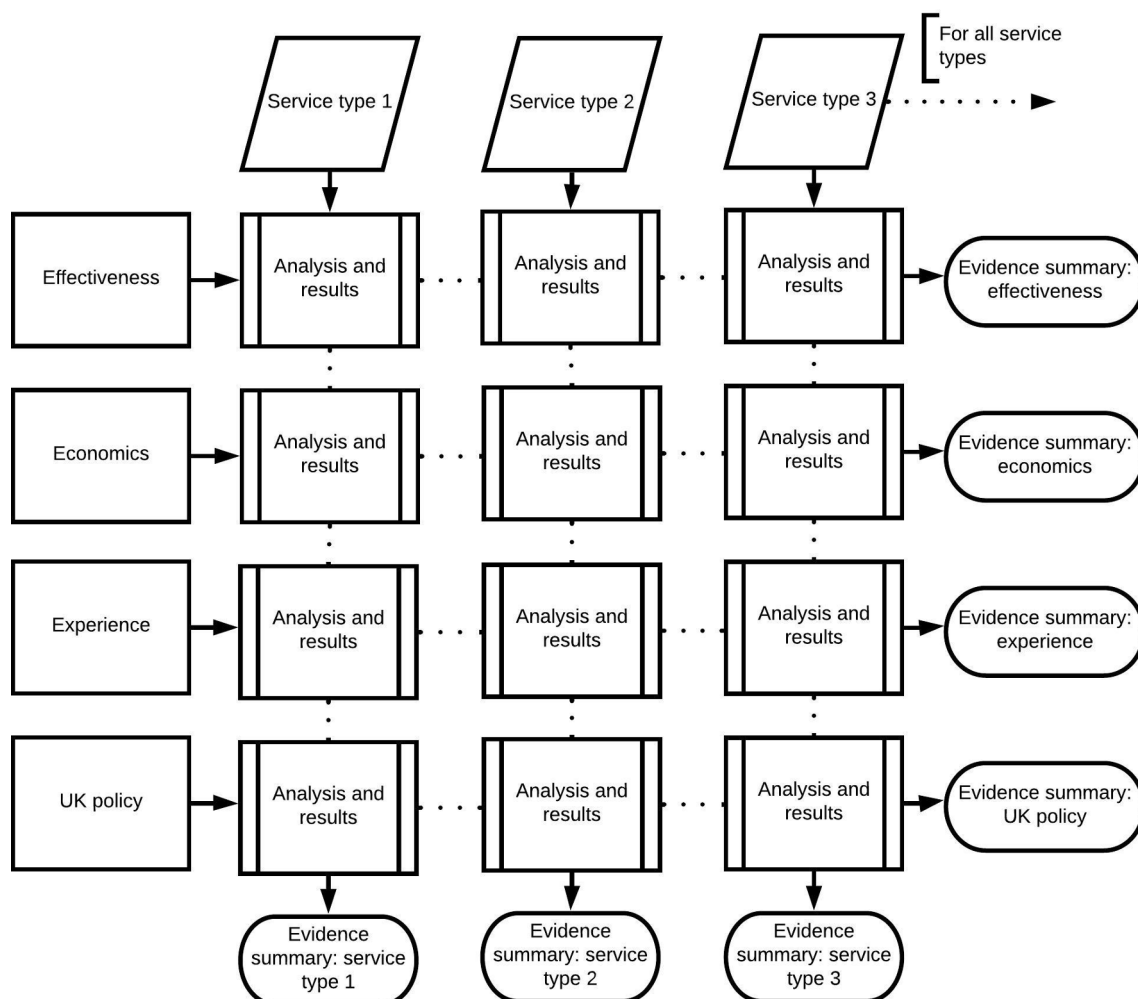 For all service
types
Service type 1
Service type 2
Service type 3
Effectiveness
Analysis and
results
Analysis and
results
Analysis and
results
Evidence summary:
effectiveness
Economics
Analysis and
results
Analysis and
results
Analysis and
results
Evidence summary:
economics
Experience
Analysis and
results
Analysis and
results
Analysis and
results
Evidence summary:
experience
UK policy
Analysis and
results
Analysis and
results
Analysis and
results
Evidence summary:
UK policy
Evidence
summary: service
type 1
Evidence
summary: service
type 2
Evidence
summary: service
type 3